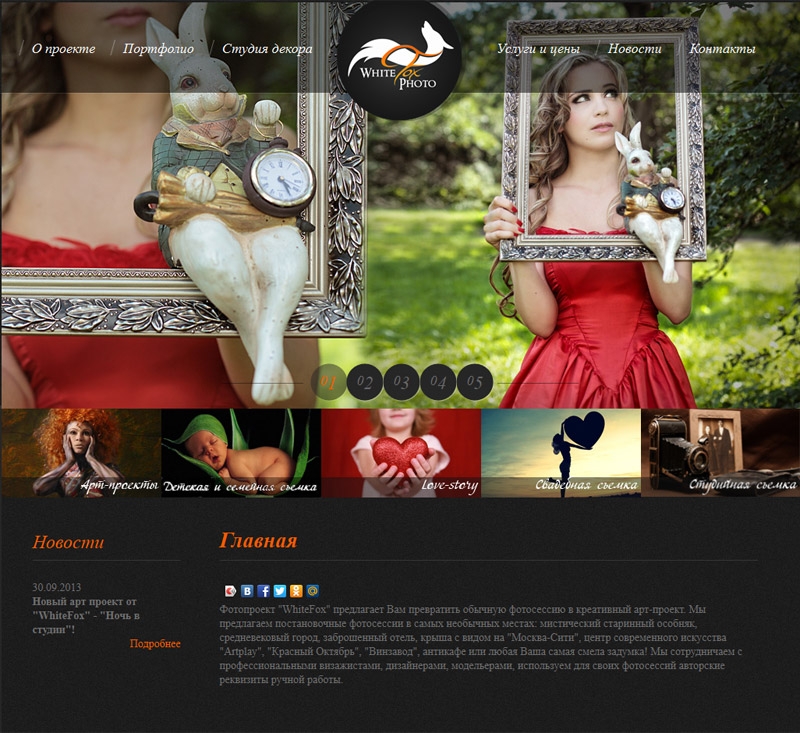 О проекте
Портфолио
Студия декора
White Fox
Photo
Услуги и цены
Новости
Контакты
01 02 03 04 05
Арт-проекты
Детская и семейная съемка
Love-story
Свадебная съемка
Студийная съемка
Новости
30.09.2013
Новый арт проект от
"WhiteFox" - "Ночь в
студии"!
Подробнее
Главная
Фотопроект "WhiteFox" предлагает Вам превратить обычную фотосессию в креативный арт-проект. Мы
предлагаем постановочные фотосессии в самых необычных местах: мистический старинный особняк,
средневековый город, заброшенный отель, крыша с видом на "Москва-Сити", центр современного искусства
"Artplay", "Красный Октябрь", "Винзавод", антикафе или любая Ваша самая смела задумка! Мы сотрудничаем с
профессиональными визажистами, дизайнерами, модельерами, используем для своих фотосессий авторские
реквизиты ручной работы.